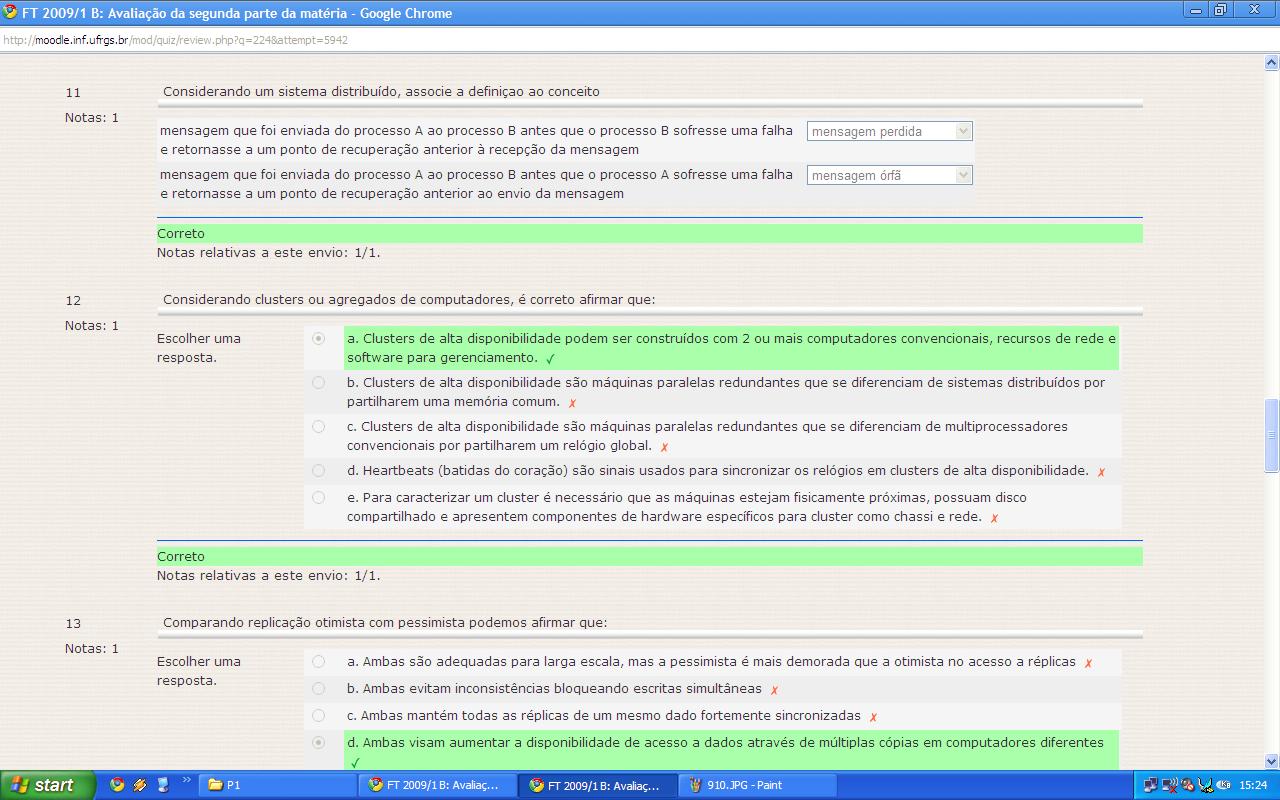 FT 2009/1 B: Avaliação da segunda parte da matéria - Google Chrome
http://moodle.inf.ufrgs.br/mod/quiz/review.php?q=224&attempt=5942
11
Considerando um sistema distribuído, associe a definiçao ao conceito
Notas: 1
mensagem que foi enviada do processo A ao processo B antes que o processo B sofresse uma falha
e retornasse a um ponto de recuperação anterior à recepção da mensagem
mensagem perdida
mensagem que foi enviada do processo A ao processo B antes que o processo A sofresse uma falha
e retornasse a um ponto de recuperação anterior ao envio da mensagem
mensagem órfã
Correto
Notas relativas a este envio: 1/1.
12
Considerando clusters ou agregados de computadores, é correto afirmar que:
Notas: 1
Escolher uma
resposta.
a. Clusters de alta disponibilidade podem ser construídos com 2 ou mais computadores convencionais, recursos de rede e
software para gerenciamento. ✓
b. Clusters de alta disponibilidade são máquinas paralelas redundantes que se diferenciam de sistemas distribuídos por
partilharem uma memória comum. ✗
c. Clusters de alta disponibilidade são máquinas paralelas redundantes que se diferenciam de multiprocessadores
convencionais por partilharem um relógio global. ✗
d. Heartbeats (batidas do coração) são sinais usados para sincronizar os relógios em clusters de alta disponibilidade. ✗
e. Para caracterizar um cluster é necessário que as máquinas estejam fisicamente próximas, possuam disco
compartilhado e apresentem componentes de hardware específicos para cluster como chassi e rede. ✗
Correto
Notas relativas a este envio: 1/1.
13
Comparando replicação otimista com pessimista podemos afirmar que:
Notas: 1
Escolher uma
resposta.
a. Ambas são adequadas para larga escala, mas a pessimista é mais demorada que a otimista no acesso a réplicas ✗
b. Ambas evitam inconsistências bloqueando escritas simultâneas ✗
c. Ambas mantém todas as réplicas de um mesmo dado fortemente sincronizadas ✗
d. Ambas visam aumentar a disponibilidade de acesso a dados através de múltiplas cópias em computadores diferentes
✓
start
P1
FT 2009/1 B: Avaliaç...
FT 2009/1 B: Avaliaç...
910.JPG - Paint
15:24